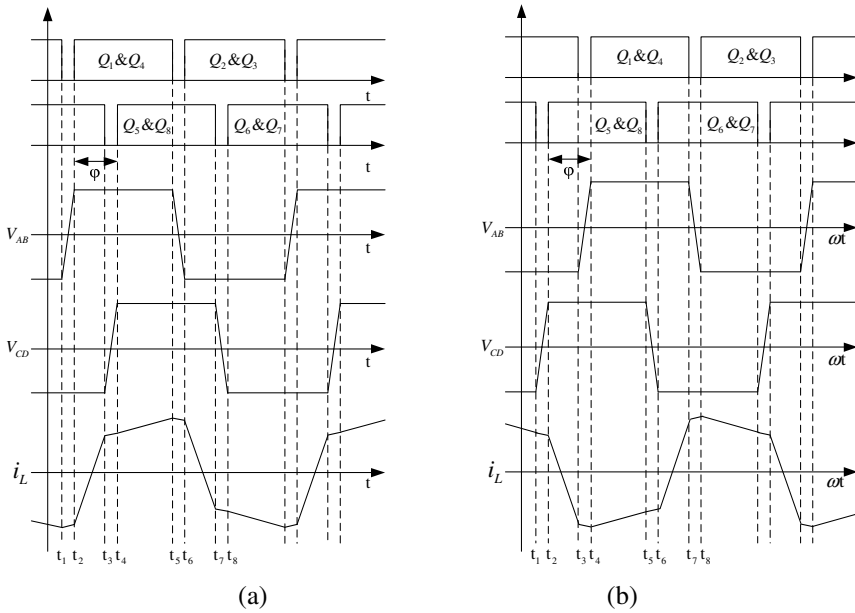 Q1&Q4
Q2&Q3
t
Q5&Q8
Q6&Q7
t
φ
VAB
t
VCD
t
iL
t
t1 t2 t3 t4 t5 t6 t7 t8
(a)
Q1&Q4
Q2&Q3
Q5&Q8
Q6&Q7
φ
VAB
ωt
VCD
ωt
iL
ωt
t1 t2 t3 t4 t5 t6 t7 t8
(b)